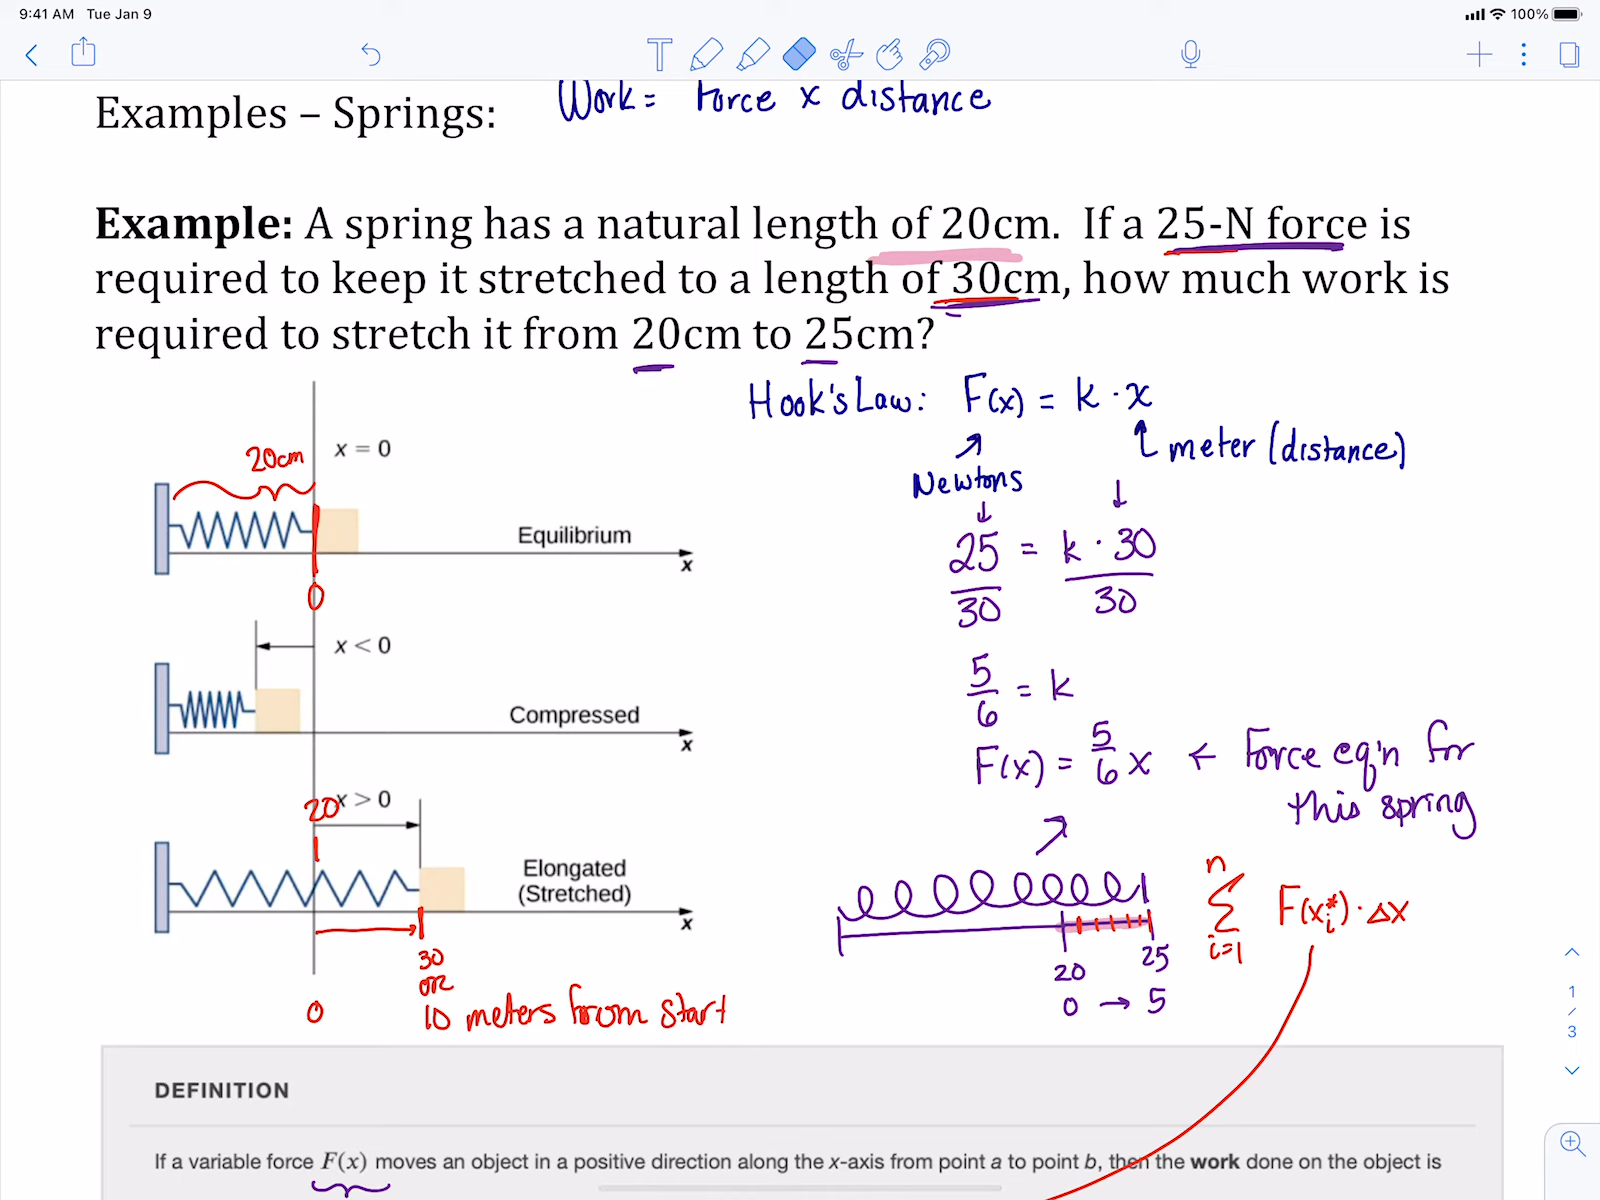 9:41 AM Tue Jan 9
100%
Work = Force x distance
Examples – Springs:
Example: A spring has a natural length of 20cm. If a 25-N force is
required to keep it stretched to a length of 30cm, how much work is
required to stretch it from 20cm to 25cm?
Hook's Law: F(x) = k · x
meter (distance)
Newtons
25 = k · 30
30 30
5/6 = k
F(x) = 5/6 x ← Force eq'n for
this spring
20cm
x = 0
Equilibrium
x
0
x < 0
Compressed
x
20
x > 0
Elongated
(Stretched)
x
30
or
10 meters from start
0
20 25
0 → 5
n
Σ F(xᵢ*) · Δx
i=1
1
/
3
DEFINITION
If a variable force F(x) moves an object in a positive direction along the x-axis from point a to point b, then the work done on the object is